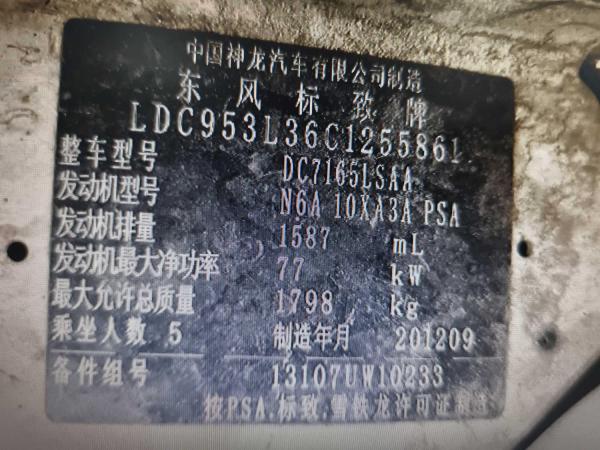 中国神龙汽车有限公司制造
东风标致牌
LDC953L36C1255861
整车型号 DC7165LSAA
发动机型号 N6A 10XA3A PSA
发动机排量 1587 mL
发动机最大净功率 77 kW
最大允许总质量 1798 kg
乘坐人数 5 制造年月 201209
备件组号 13107UW10233
按PSA.标致.雪铁龙许可证制造